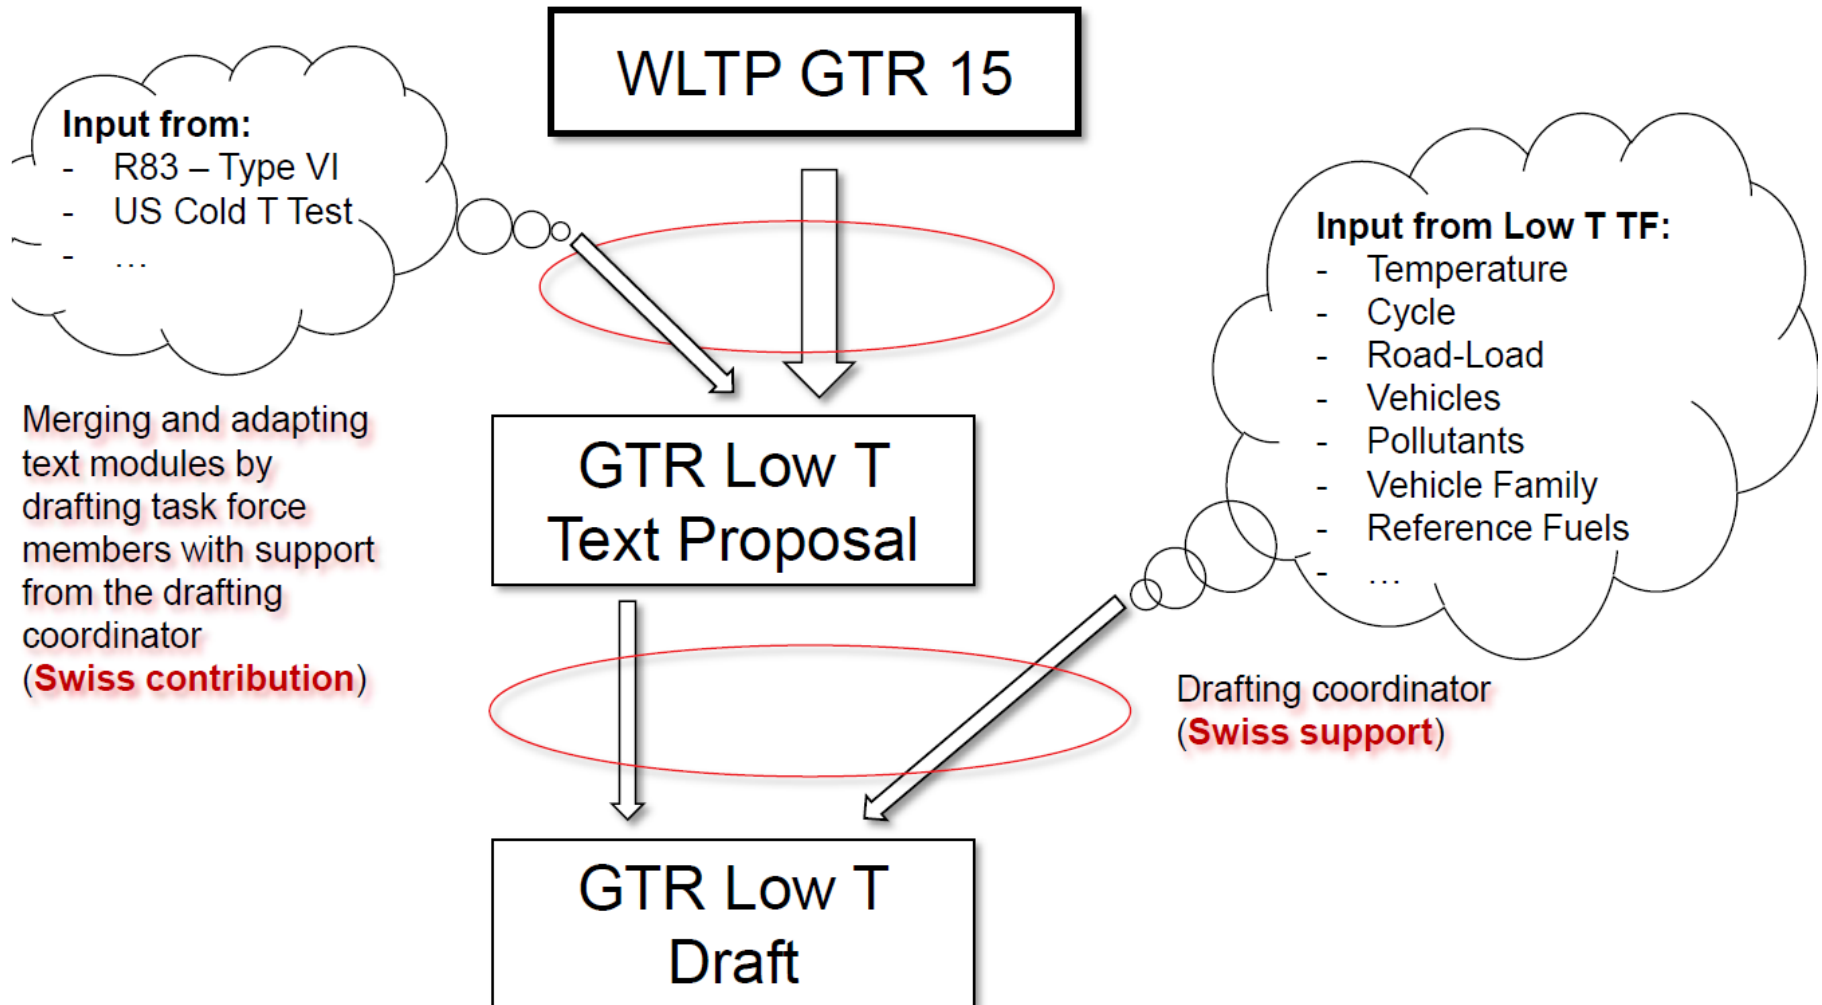 WLTP GTR 15
Input from:
- R83 – Type VI
- US Cold T Test
- ...
Input from Low T TF:
- Temperature
- Cycle
- Road-Load
- Vehicles
- Pollutants
- Vehicle Family
- Reference Fuels
- ...
Merging and adapting
text modules by
drafting task force
members with support
from the drafting
coordinator
(Swiss contribution)
GTR Low T
Text Proposal
Drafting coordinator
(Swiss support)
GTR Low T
Draft